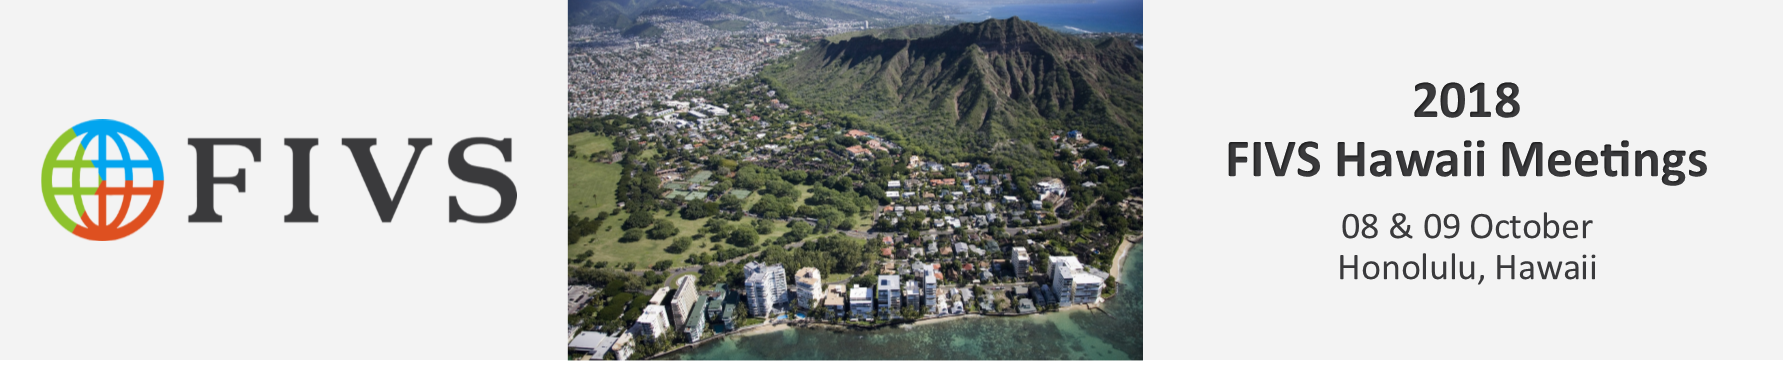 FIVS
2018
FIVS Hawaii Meetings
08 & 09 October
Honolulu, Hawaii